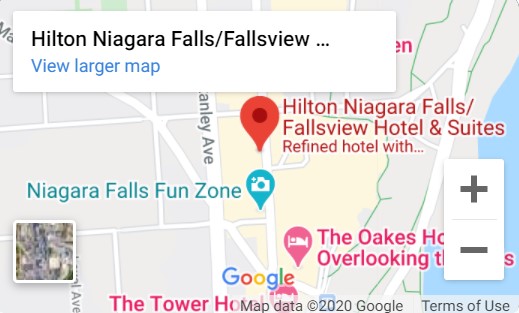 Hilton Niagara Falls/Fallsview ...
View larger map
Hilton Niagara Falls/
Fallsview Hotel & Suites
Refined hotel with...
Niagara Falls Fun Zone
The Oakes Ho
Overlooking th
s
Google
The Tower Hotel
Map data ©2020 Google
Terms of Use